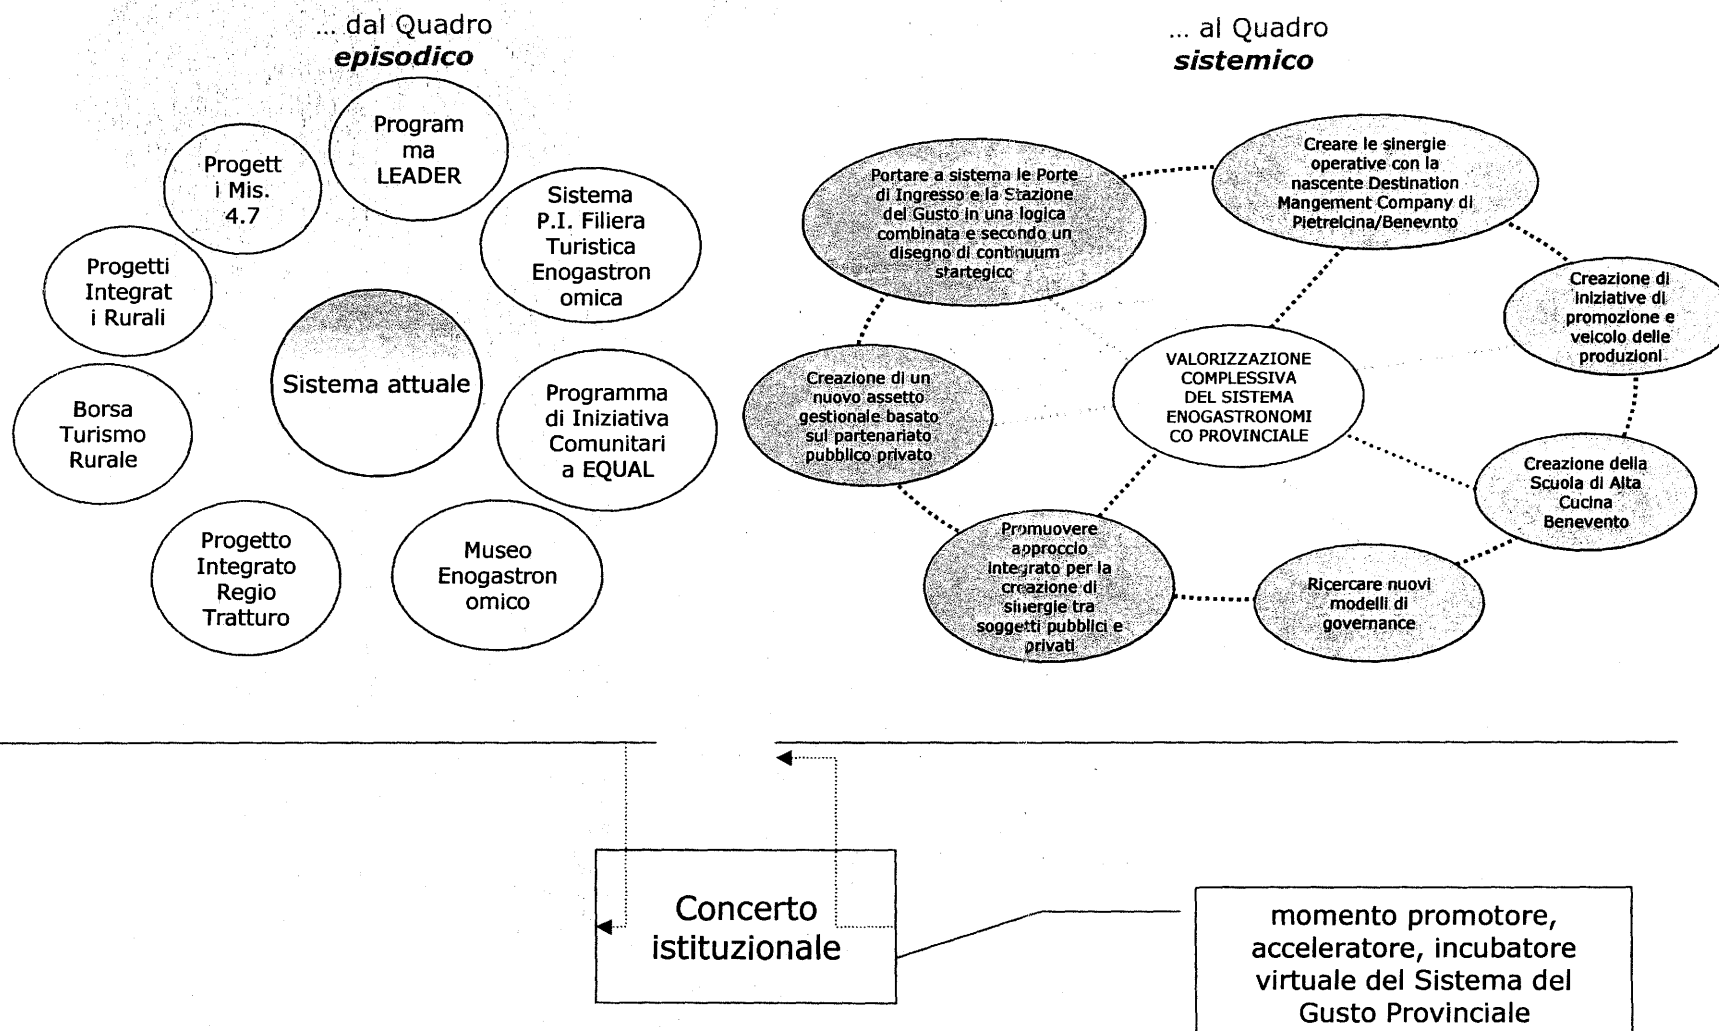 ... dal Quadro
episodico
Program
ma
LEADER
Progett
i Mis.
4.7
Sistema
P.I. Filiera
Turistica
Enogastron
omica
Progetti
Integrat
i Rurali
Sistema attuale
Programma
di Iniziativa
Comunitari
a EQUAL
Borsa
Turismo
Rurale
Progetto
Integrato
Regio
Tratturo
Museo
Enogastron
omico
... al Quadro
sistemico
Portare a sistema le Porte
di Ingresso e la Stazione
del Gusto in una logica
combinata e secondo un
disegno di continuum
startegico
Creare le sinergie
operative con la
nascente Destination
Mangement Company di
Pietrelcina/Benevnto
Creazione di
iniziative di
promozione e
veicolo delle
produzioni
VALORIZZAZIONE
COMPLESSIVA
DEL SISTEMA
ENOGASTRONOMI
CO PROVINCIALE
Creazione di un
nuovo assetto
gestionale basato
sul partenariato
pubblico privato
Creazione della
Scuola di Alta
Cucina
Benevento
Promuovere
approccio
integrato per la
creazione di
sinergie tra
soggetti pubblici e
privati
Ricercare nuovi
modelli di
governance
Concerto
istituzionale
momento promotore,
acceleratore, incubatore
virtuale del Sistema del
Gusto Provinciale